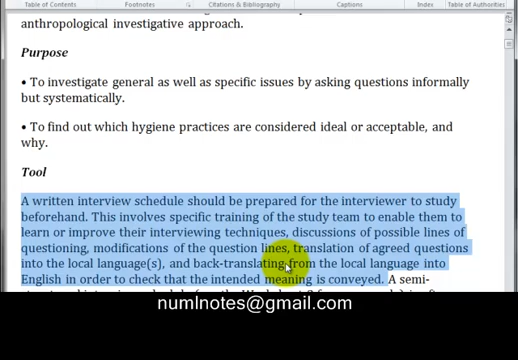 Table of Contents Footnotes Citations & Bibliography Captions Index Table of Authorities
anthropological investigative approach.
Purpose
• To investigate general as well as specific issues by asking questions informally
but systematically.
• To find out which hygiene practices are considered ideal or acceptable, and
why.
Tool
A written interview schedule should be prepared for the interviewer to study
beforehand. This involves specific training of the study team to enable them to
learn or improve their interviewing techniques, discussions of possible lines of
questioning, modifications of the question lines, translation of agreed questions
into the local language(s), and back-translating from the local language into
English in order to check that the intended meaning is conveyed. A semi-
numlnotes@gmail.com